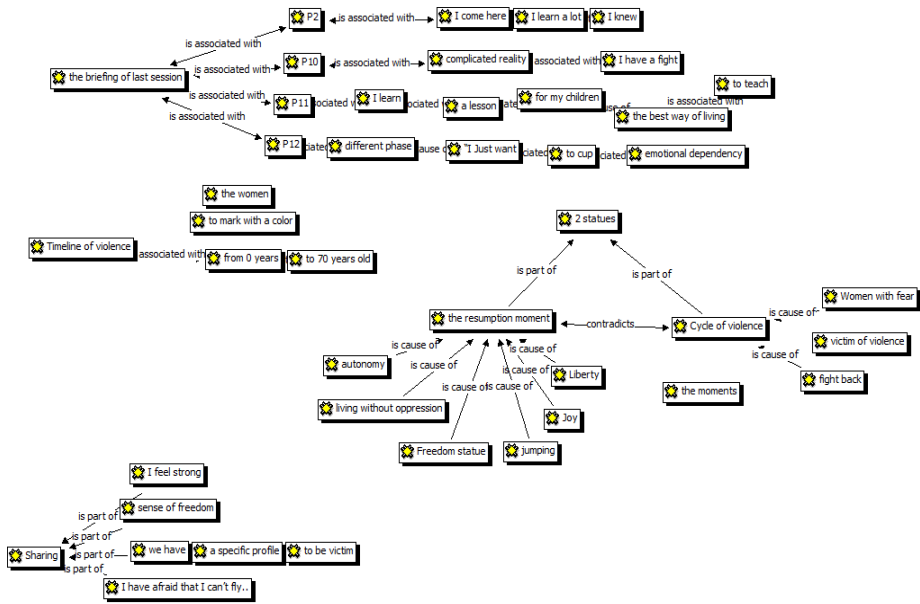 P2
is associated with
I come here
I learn a lot
I knew
is associated with
the briefing of last session
is associated with
P10
is associated with
complicated reality
associated with
I have a fight
is associated with
P11
I learn
a lesson
for my children
the best way of living
is associated with
to teach
is associated with
P12
different phase
"I Just want
to cup
emotional dependency
the women
to mark with a color
Timeline of violence
associated with
from 0 years
to 70 years old
2 statues
is part of
is part of
the resumption moment
contradicts
Cycle of violence
is cause of
Women with fear
victim of violence
is cause of
fight back
the moments
is cause of
autonomy
is cause of
living without oppression
is cause of
Freedom statue
is cause of
jumping
is cause of
Joy
is cause of
Liberty
I feel strong
is part of
sense of freedom
is part of
Sharing
is part of
we have
a specific profile
to be victim
is part of
I have afraid that I can't fly..